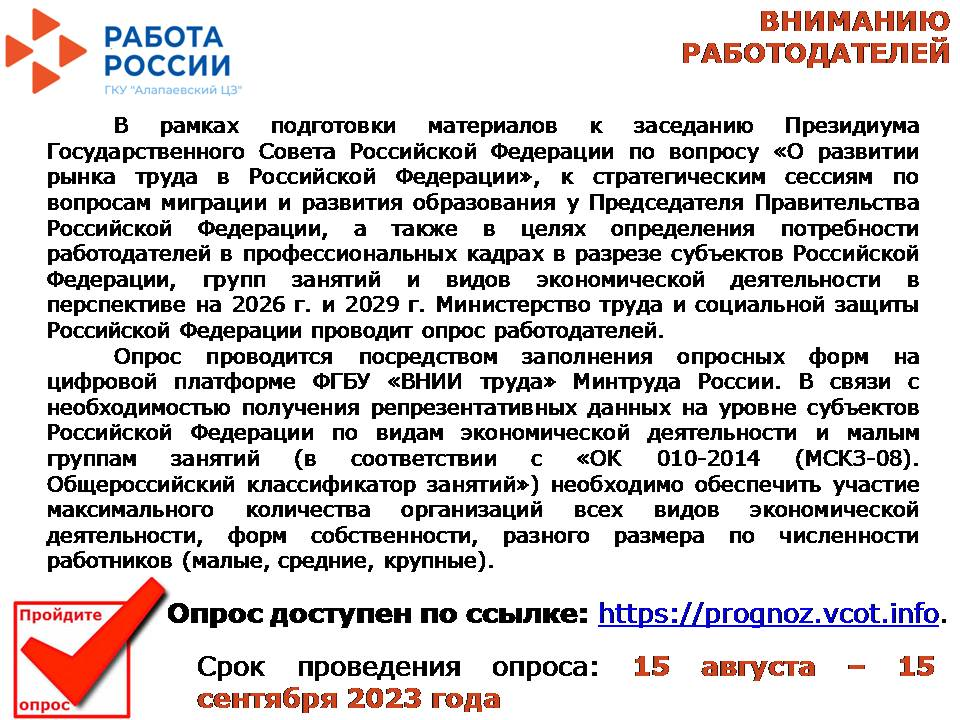 РАБОТА
РОССИИ
ГКУ "Алапаевский ЦЗ"
ВНИМАНИЮ
РАБОТОДАТЕЛЕЙ
В рамках подготовки материалов к заседанию Президиума
Государственного Совета Российской Федерации по вопросу «О развитии
рынка труда в Российской Федерации», к стратегическим сессиям по
вопросам миграции и развития образования у Председателя Правительства
Российской Федерации, а также в целях определения потребности
работодателей в профессиональных кадрах в разрезе субъектов Российской
Федерации, групп занятий и видов экономической деятельности в
перспективе на 2026 г. и 2029 г. Министерство труда и социальной защиты
Российской Федерации проводит опрос работодателей.
Опрос проводится посредством заполнения опросных форм на
цифровой платформе ФГБУ «ВНИИ труда» Минтруда России. В связи с
необходимостью получения репрезентативных данных на уровне субъектов
Российской Федерации по видам экономической деятельности и малым
группам занятий (в соответствии с «ОК 010-2014 (МСКЗ-08).
Общероссийский классификатор занятий») необходимо обеспечить участие
максимального количества организаций всех видов экономической
деятельности, форм собственности, разного размера по численности
работников (малые, средние, крупные).
Пройдите
опрос
Опрос доступен по ссылке: https://prognoz.vcot.info.
Срок проведения опроса: 15 августа – 15
сентября 2023 года